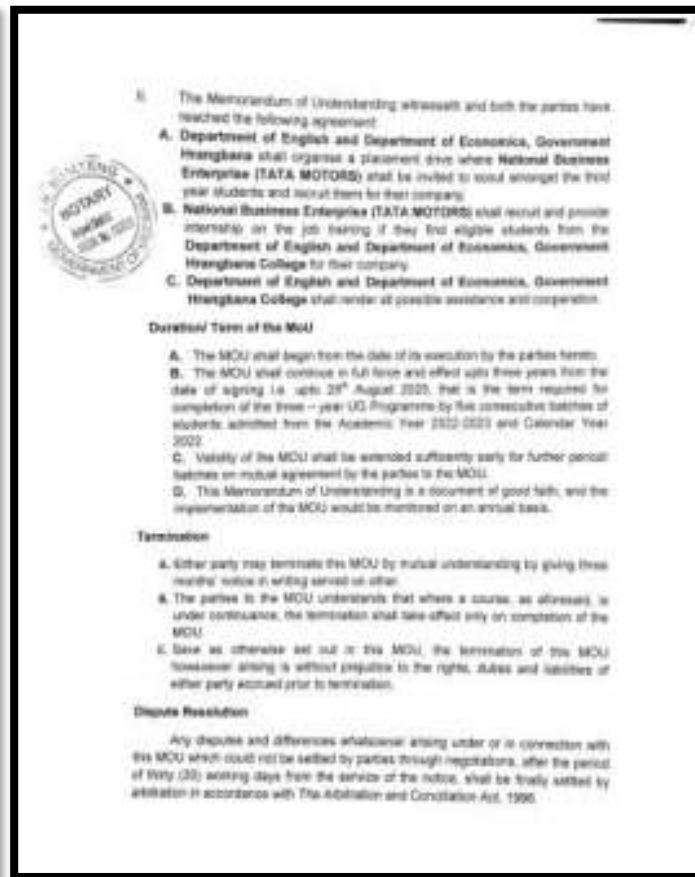 The Memorandum of Understanding witnesseth and both the parties have
reached the following agreement:
A. Department of English and Department of Economics, Government
Hrangbana shall organise a placement drive where National Business
Enterprise (TATA MOTORS) shall be invited to scout amongst the third
year students and recruit them for their company.
B. National Business Enterprise (TATA MOTORS) shall recruit and provide
internship on the job training if they find eligible students from the
Department of English and Department of Economics, Government
Hrangbana College for their company.
C. Department of English and Department of Economics, Government
Hrangbana College shall render all possible assistance and cooperation.
NOTARY
Duration/ Term of the MoU
A. The MOU shall begin from the date of its execution by the parties hereto.
B. The MOU shall continue in full force and effect upto three years from the
date of signing i.e. upto August 2025, that is the term required for
completion of the three – year UG Programme by five consecutive batches of
students admitted from the Academic Year 2022-2023 and Calendar Year
2022
C. Validity of the MOU shall be extended sufficiently early for further period/
batches on mutual agreement by the parties to the MOU.
D. This Memorandum of Understanding is a document of good faith, and the
implementation of the MOU would be monitored on an annual basis.
Termination
a. Either party may terminate this MOU by mutual understanding by giving three
months' notice in writing served on other.
The parties to the MOU understands that where a course, as aforesaid, is
under continuance, the termination shall take effect only on completion of the
MOU.
c. Save as otherwise set out in this MOU, the termination of this MOU
howsoever arising is without prejudice to the rights, duties and liabilities of
either party accrued prior to termination.
Dispute Resolution
Any disputes and differences whatsoever arising under or in connection with
this MOU which could not be settled by parties through negotiations, after the period
of thirty (30) working days from the service of the notice, shall be finally settled by
arbitration in accordance with The Arbitration and Conciliation Act, 1996.